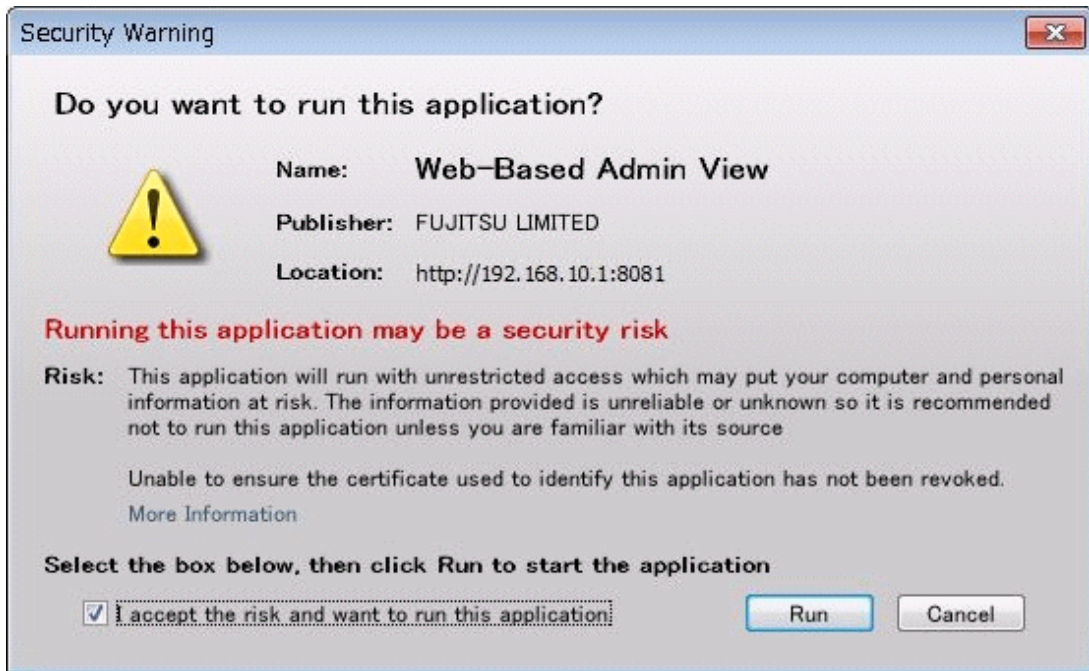 Security Warning
Do you want to run this application?
Name: Web-Based Admin View
Publisher: FUJITSU LIMITED
Location: http://192.168.10.1:8081
Running this application may be a security risk
Risk: This application will run with unrestricted access which may put your computer and personal
information at risk. The information provided is unreliable or unknown so it is recommended
not to run this application unless you are familiar with its source
Unable to ensure the certificate used to identify this application has not been revoked.
More Information
Select the box below, then click Run to start the application
I accept the risk and want to run this application Run Cancel